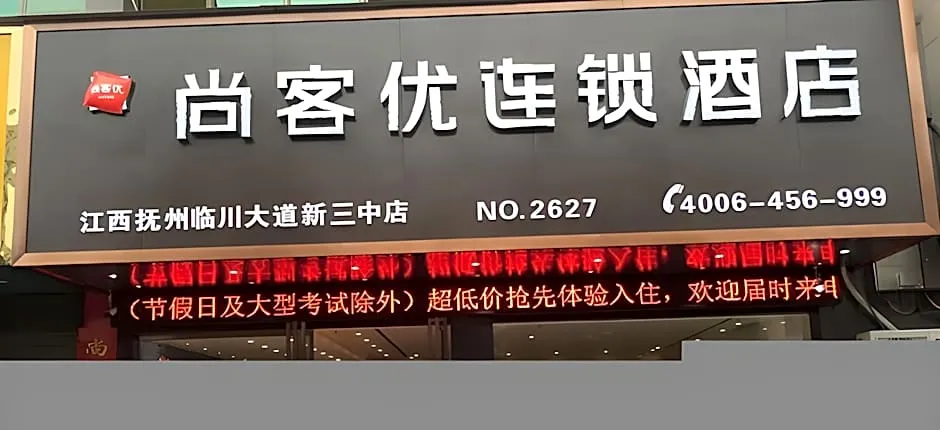 尚客优
尚客优连锁酒店
江西抚州临川大道新三中店 NO.2627 4006-456-999
（节假日及大型考试除外）超低价抢先体验入住，欢迎届时来
尚